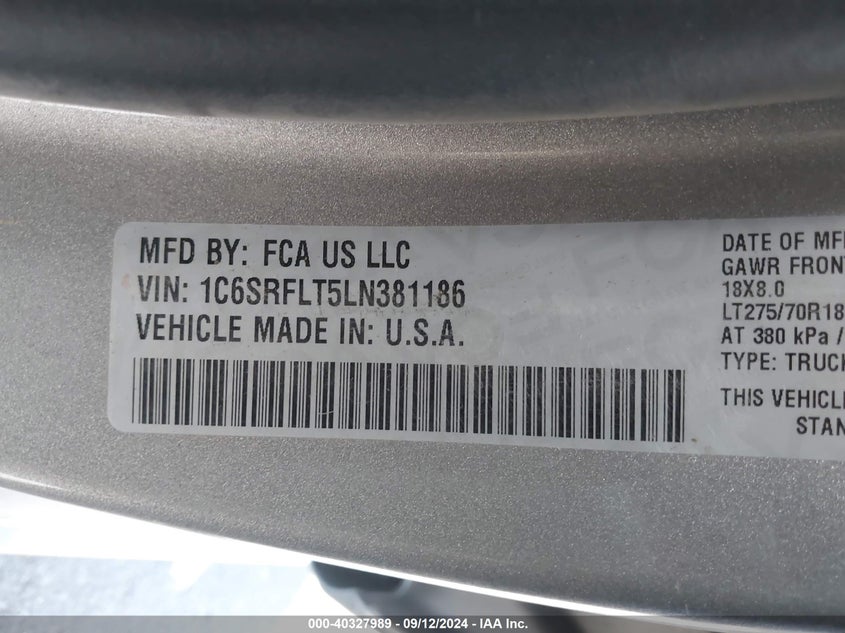 MFD BY: FCA US LLC
VIN: 1C6SRFLT5LN381186
VEHICLE MADE IN: U.S.A.
DATE OF MF
GAWR FRONT
18X8.0
LT275/70R18
AT 380 kPa /
TYPE: TRUCK
THIS VEHICL
STAN
000-40327989 - 09/12/2024 - IAA Inc.